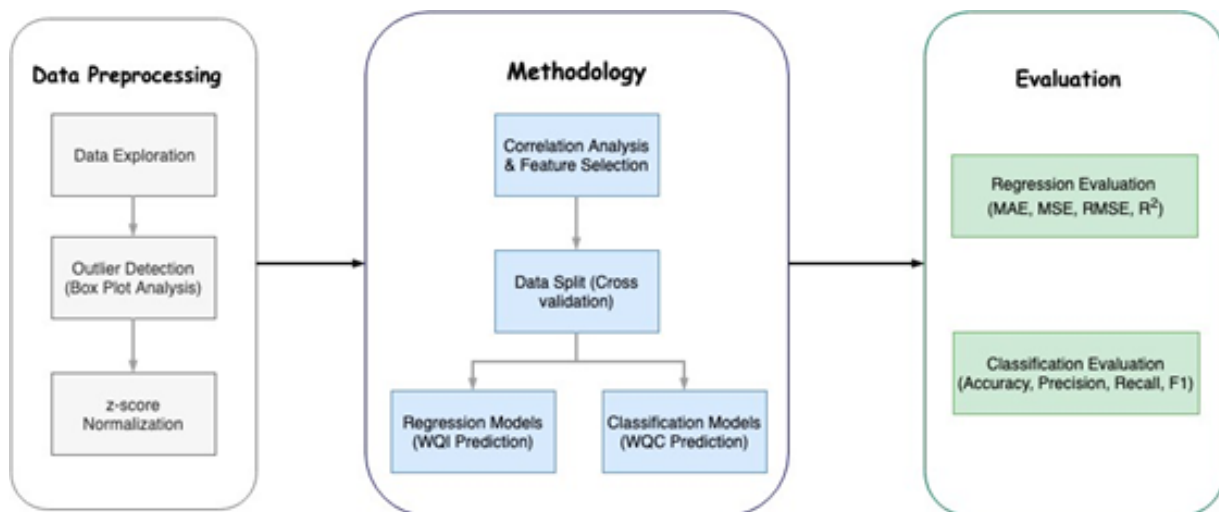 Data Preprocessing
Data Exploration
Outlier Detection
(Box Plot Analysis)
z-score
Normalization
Methodology
Correlation Analysis
& Feature Selection
Data Split (Cross
validation)
Regression Models
(WQI Prediction)
Classification Models
(WQC Prediction)
Evaluation
Regression Evaluation
(MAE, MSE, RMSE, R²)
Classification Evaluation
(Accuracy, Precision, Recall, F1)